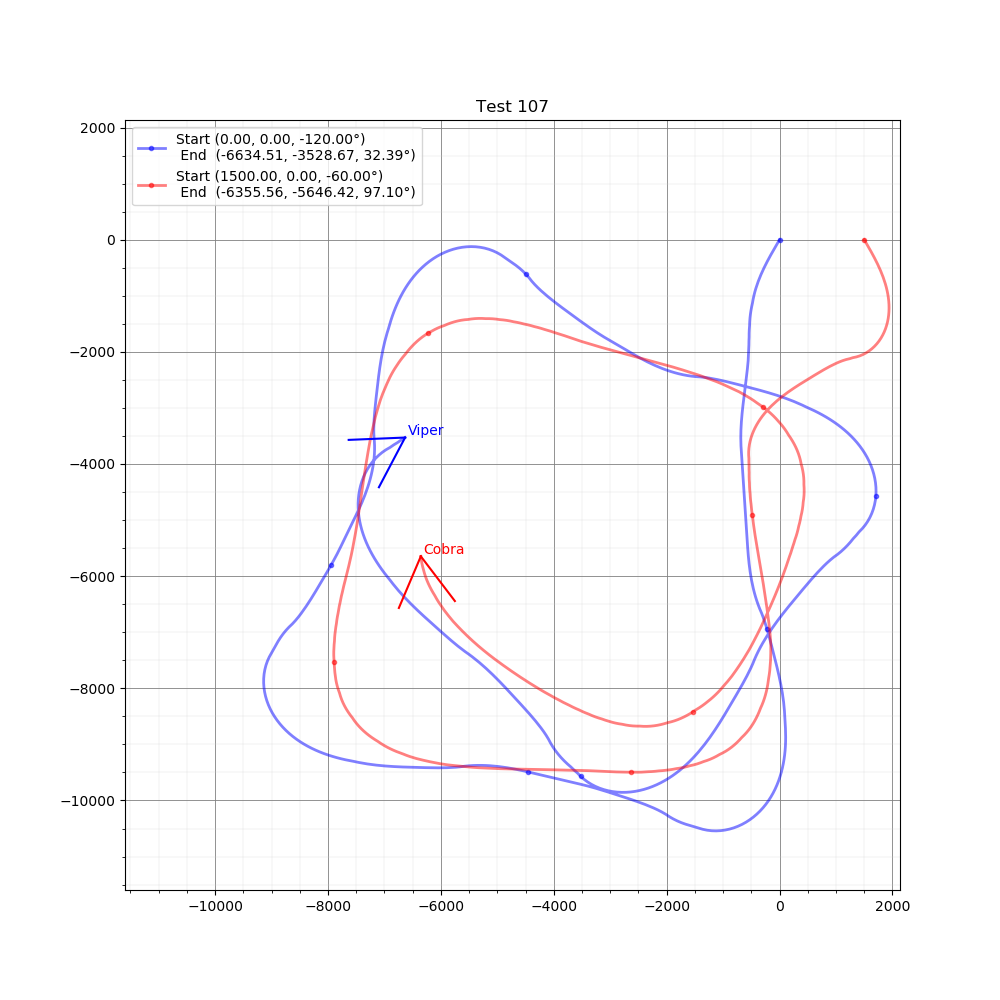 Test 107
Start (0.00, 0.00, -120.00°)
End  (-6634.51, -3528.67, 32.39°)
Start (1500.00, 0.00, -60.00°)
End  (-6355.56, -5646.42, 97.10°)
2000
0
−2000
−4000
−6000
−8000
−10000
Viper
Cobra
−10000
−8000
−6000
−4000
−2000
0
2000